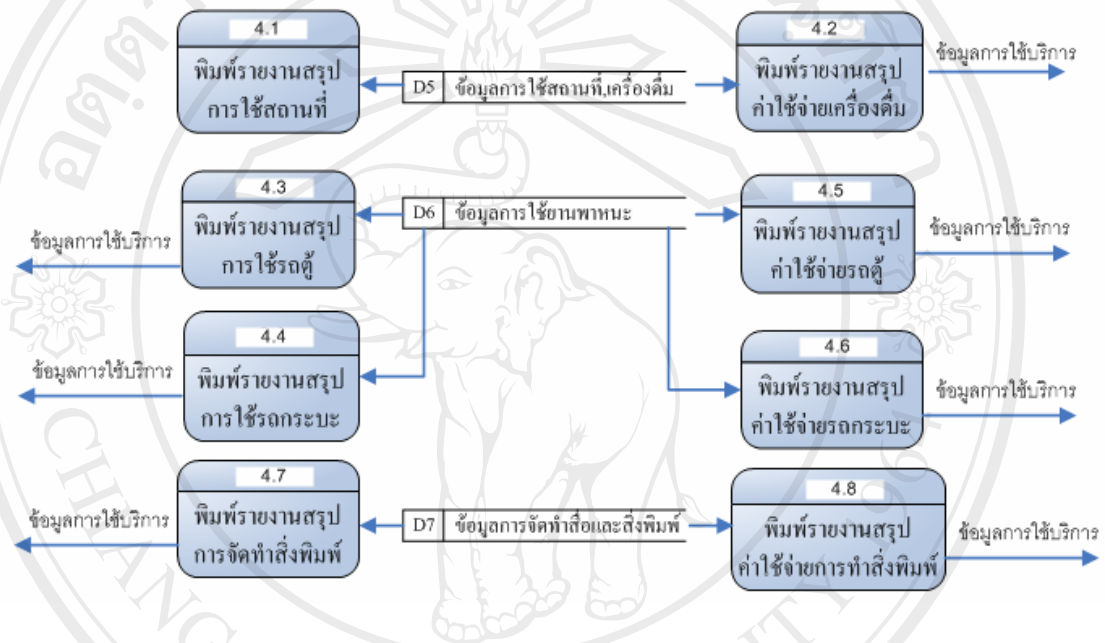 4.1
พิมพ์รายงานสรุป
การใช้สถานที่
D5 ข้อมูลการใช้สถานที่,เครื่องดื่ม
4.2
พิมพ์รายงานสรุป
ค่าใช้จ่ายเครื่องดื่ม
ข้อมูลการใช้บริการ
4.3
พิมพ์รายงานสรุป
การใช้รถตู้
ข้อมูลการใช้บริการ
D6 ข้อมูลการใช้ยานพาหนะ
4.5
พิมพ์รายงานสรุป
ค่าใช้จ่ายรถตู้
ข้อมูลการใช้บริการ
4.4
พิมพ์รายงานสรุป
การใช้รถกระบะ
ข้อมูลการใช้บริการ
4.6
พิมพ์รายงานสรุป
ค่าใช้จ่ายรถกระบะ
ข้อมูลการใช้บริการ
4.7
พิมพ์รายงานสรุป
การจัดทำสิ่งพิมพ์
ข้อมูลการใช้บริการ
D7 ข้อมูลการจัดทำสื่อและสิ่งพิมพ์
4.8
พิมพ์รายงานสรุป
ค่าใช้จ่ายการทำสิ่งพิมพ์
ข้อมูลการใช้บริการ